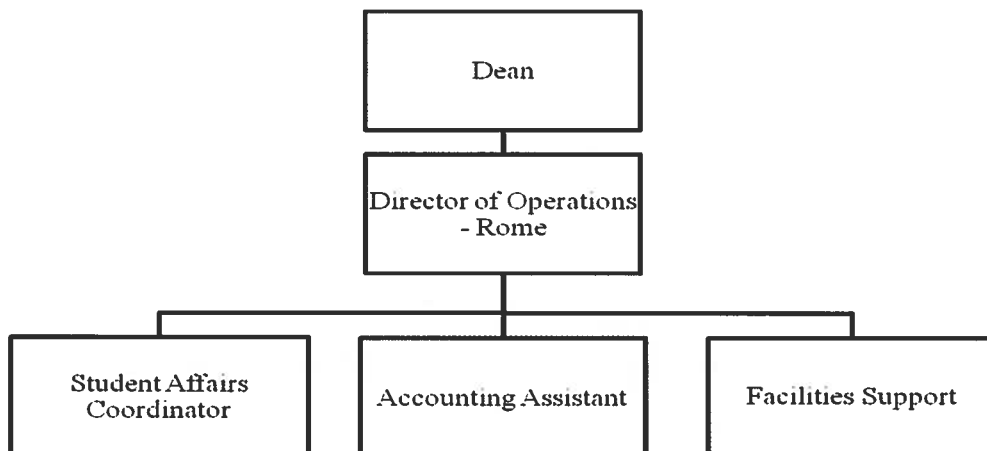 Dean
Director of Operations
- Rome
Student Affairs
Coordinator
Accounting Assistant
Facilities Support